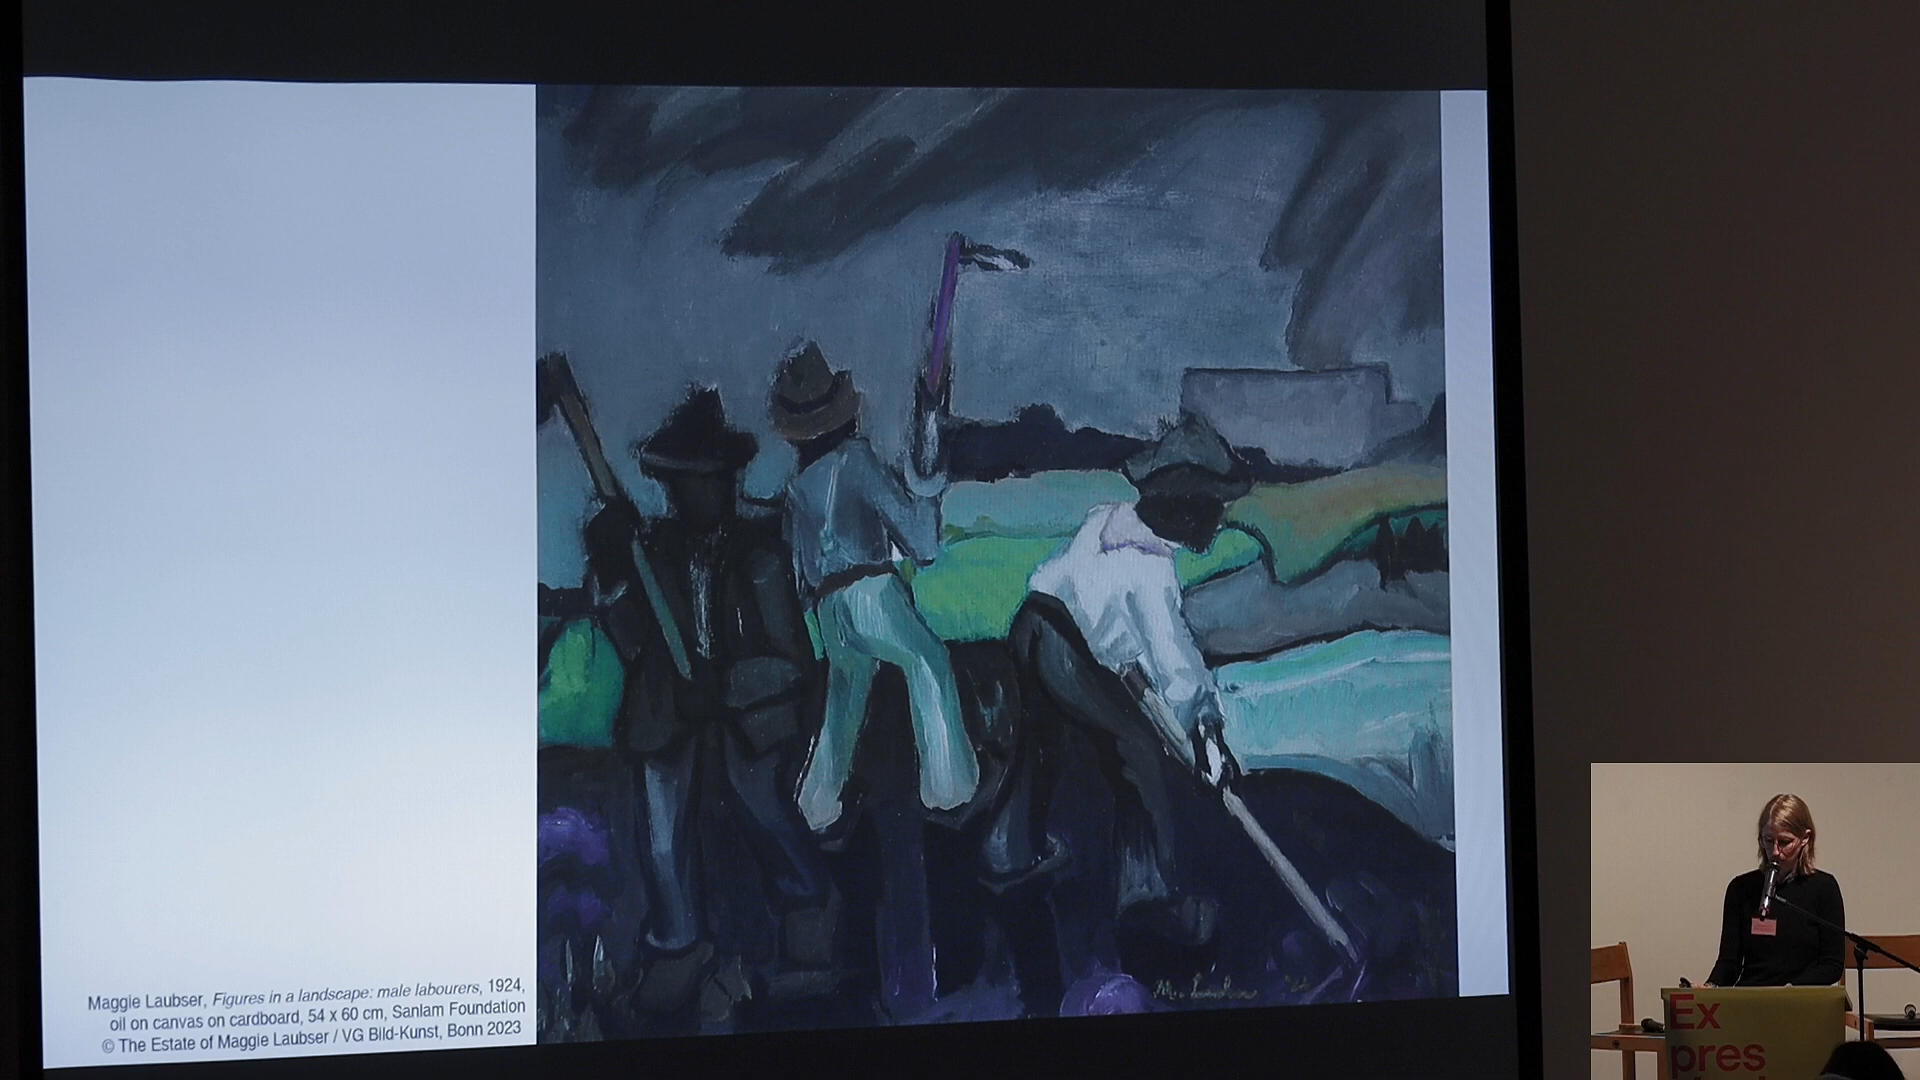 Maggie Laubser, Figures in a landscape: male labourers, 1924,
oil on canvas on cardboard, 54 x 60 cm, Sanlam Foundation
© The Estate of Maggie Laubser / VG Bild-Kunst, Bonn 2023
Ex
pres